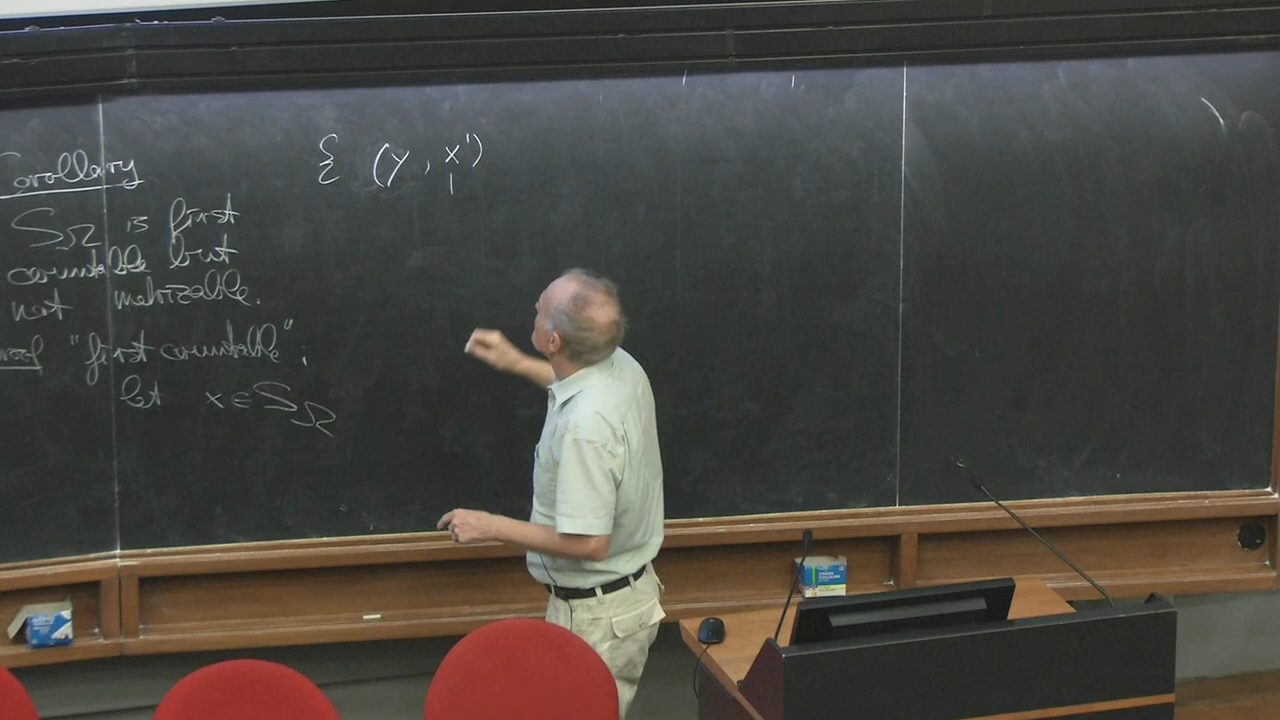 Corollary
SΩ is first
countable but
not metrizable.
proof "first countable":
let x ∈ SΩ
{ (y, x')